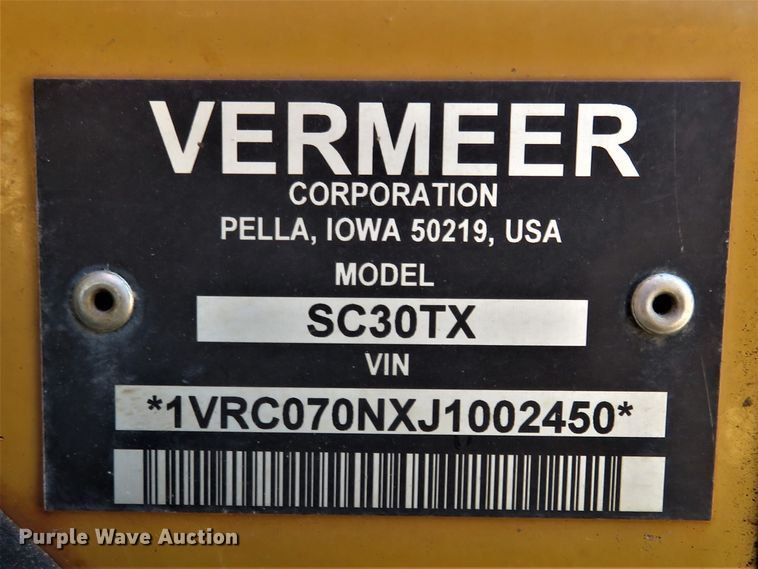 VERMEER
CORPORATION
PELLA, IOWA 50219, USA
MODEL
SC30TX
VIN
*1VRC070NXJ1002450*
Purple Wave Auction